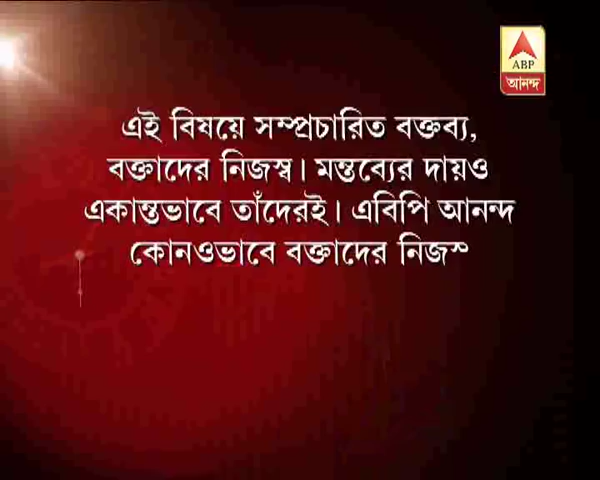 ABP
আনন্দ
এই বিষয়ে সম্প্রচারিত বক্তব্য,
বক্তাদের নিজস্ব। মন্তব্যের দায়ও
একান্তভাবে তাঁদেরই। এবিপি আনন্দ
কোনওভাবে বক্তাদের